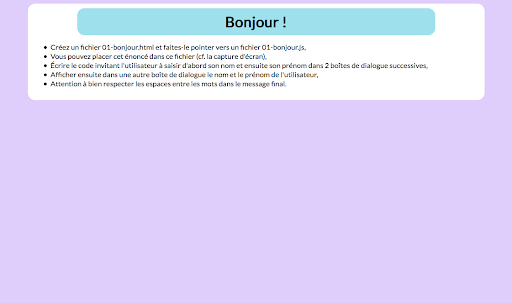 Bonjour !
Créez un fichier 01-bonjour.html et faites-le pointer vers un fichier 01-bonjour.js,
Vous pouvez placer cet énoncé dans ce fichier (cf. la capture d'écran),
Écrire le code invitant l'utilisateur à saisir d'abord son nom et ensuite son prénom dans 2 boîtes de dialogue successives,
Afficher ensuite dans une autre boîte de dialogue le nom et le prénom de l'utilisateur,
Attention à bien respecter les espaces entre les mots dans le message final.